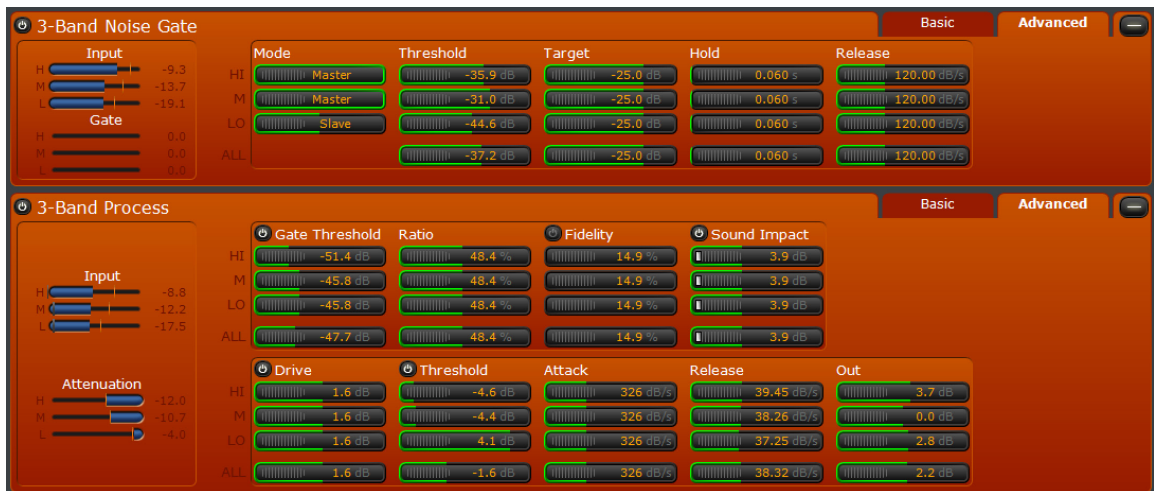 3-Band Noise Gate Basic Advanced
Input Mode Threshold Target Hold Release
H -9.3 HI Master -35.9 dB -25.0 dB 0.060 s 120.00 dB/s
M -13.7 M Master -31.0 dB -25.0 dB 0.060 s 120.00 dB/s
L -19.1 LO Slave -44.6 dB -25.0 dB 0.060 s 120.00 dB/s
Gate
H 0.0
M 0.0 ALL -37.2 dB -25.0 dB 0.060 s 120.00 dB/s
L 0.0
3-Band Process Basic Advanced
Gate Threshold Ratio Fidelity Sound Impact
HI -51.4 dB 48.4 % 14.9 % 3.9 dB
Input M -45.8 dB 48.4 % 14.9 % 3.9 dB
H -8.8
M -12.2 LO -45.8 dB 48.4 % 14.9 % 3.9 dB
L -17.5
ALL -47.7 dB 48.4 % 14.9 % 3.9 dB
Drive Threshold Attack Release Out
Attenuation HI 1.6 dB -4.6 dB 326 dB/s 39.45 dB/s 3.7 dB
H -12.0
M -10.7 M 1.6 dB -4.4 dB 326 dB/s 38.26 dB/s 0.0 dB
L -4.0 LO 1.6 dB 4.1 dB 326 dB/s 37.25 dB/s 2.8 dB
ALL 1.6 dB -1.6 dB 326 dB/s 38.32 dB/s 2.2 dB